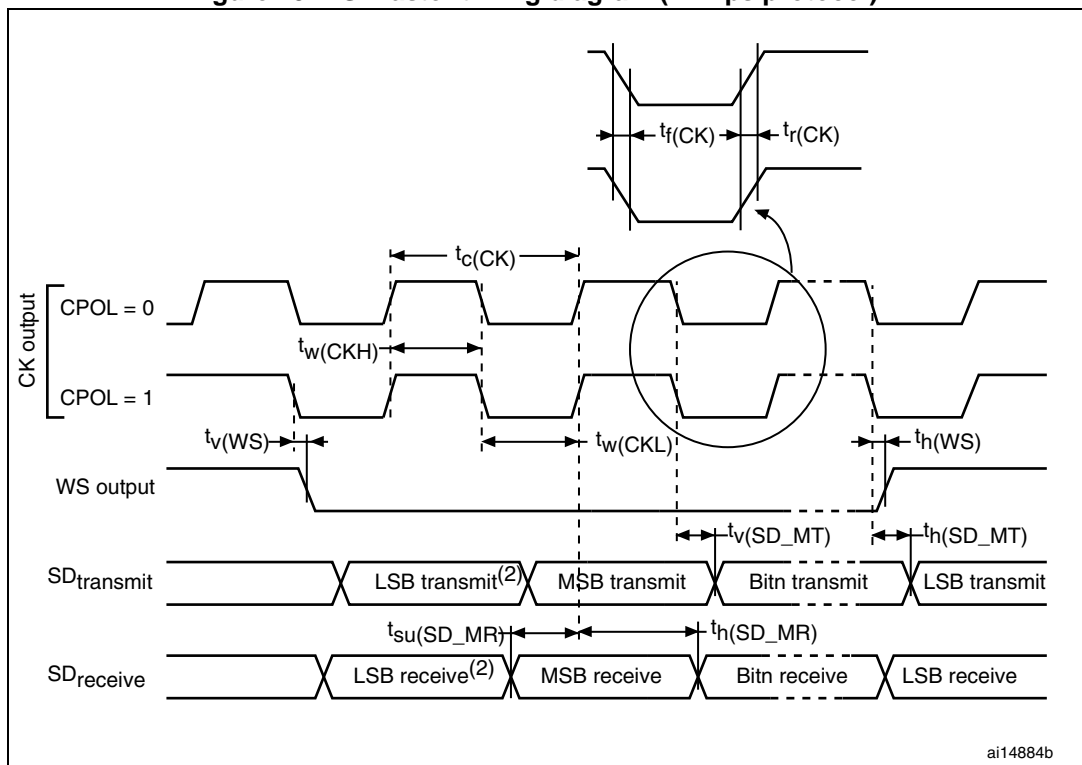 tf(CK)
tr(CK)
tc(CK)
CK output
CPOL = 0
tw(CKH)
CPOL = 1
tv(WS)
tw(CKL)
th(WS)
WS output
tv(SD_MT)
th(SD_MT)
SDtransmit
LSB transmit(2)
MSB transmit
Bitn transmit
LSB transmit
tsu(SD_MR)
th(SD_MR)
SDreceive
LSB receive(2)
MSB receive
Bitn receive
LSB receive
ai14884b